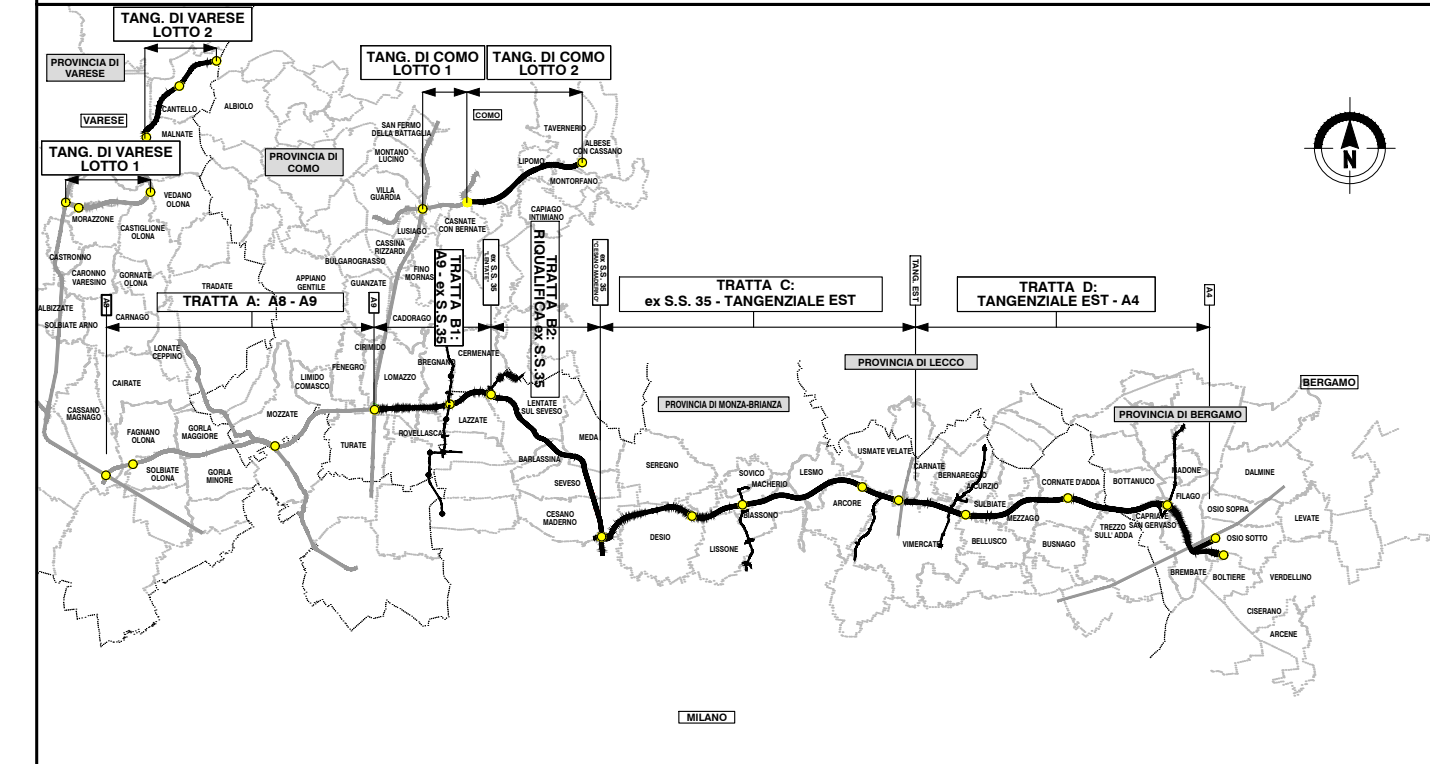 TANG. DI VARESE
LOTTO 2
PROVINCIA DI
VARESE
CANTELLO
ALBIOLO
VARESE
MALNATE
TANG. DI VARESE
LOTTO 1
VEDANO
OLONA
MORAZZONE
CASTIGLIONE
OLONA
PROVINCIA DI
COMO
TANG. DI COMO
LOTTO 1
TANG. DI COMO
LOTTO 2
COMO
SAN FERMO
DELLA BATTAGLIA
MONTANO
LUCINO
VILLA
GUARDIA
TAVERNERIO
ALBESE
CON CASSANO
LIPOMO
MONTORFANO
CAPIAGO
INTIMIANO
LUSIAGO
CASNATE
CON BERNATE
CASSINA
RIZZARDI
BULGAROGRASSO
FINO
MORNAS
N
CASTRONNO
CARONNO
VARESINO
GORNATE
OLONA
TRADATE
APPIANO
GENTILE
GUANZATE
ALBIZZATE
SOLBIATE ARNO
CARNAGO
A8
TRATTA A: A8 - A9
A9
CADORAGO
TRATTA B1:
A9 - ex S.S.35
ex S.S. 35
"LENTATE"
TRATTA B2:
RIQUALIFICA ex S.S.35
ex S.S. 35
"CESANO MADERNO"
TRATTA C:
ex S.S. 35 - TANGENZIALE EST
TANG. EST
TRATTA D:
TANGENZIALE EST - A4
A4
LONATE
CEPPINO
CIRIMIDO
FENEGRO
LIMIDO
COMASCO
LOMAZZO
BREGNANO
CERMENATE
PROVINCIA DI LECCO
BERGAMO
PROVINCIA DI MONZA-BRIANZA
PROVINCIA DI BERGAMO
CAIRATE
CASSANO
MAGNAGO
FAGNANO
OLONA
GORLA
MAGGIORE
MOZZATE
TURATE
ROVELLASCA
LAZZATE
LENTATE
SUL SEVESO
SOLBIATE
OLONA
GORLA
MINORE
BARLASSINA
MEDA
SEVESO
CESANO
MADERNO
SEREGNO
DESIO
LISSONE
SOVICO
MACHERIO
BIASSONO
LESMO
ARCORE
USMATE VELATE
CARNATE
BERNAREGGIO
AICURZIO
SULBIATE
VIMERCATE
BELLUSCO
MEZZAGO
CORNATE D'ADDA
BUSNAGO
BOTTANUCO
TREZZO
SULL' ADDA
CAPRIATE
SAN GERVASO
MADONE
FILAGO
DALMINE
OSIO SOPRA
OSIO SOTTO
LEVATE
BREMBATE
BOLTIERE
VERDELLINO
CISERANO
ARCENE
MILANO